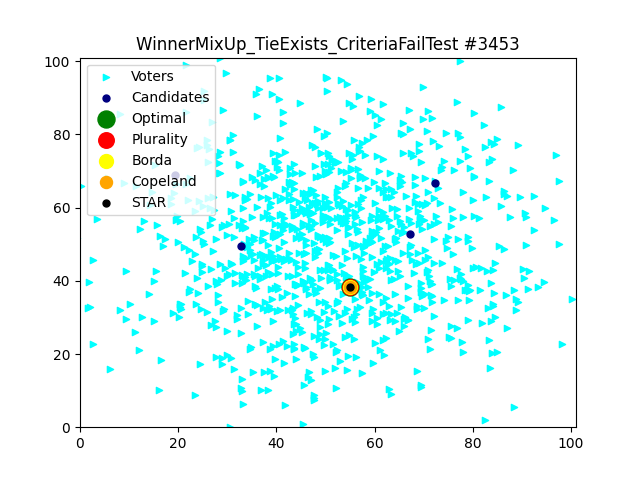 WinnerMixUp_TieExists_CriteriaFailTest #3453
100
80
60
40
20
0
Voters
Candidates
Optimal
Plurality
Borda
Copeland
STAR
0 20 40 60 80 100